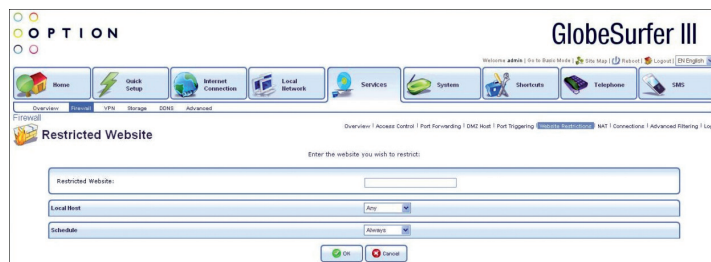 OPTION
GlobeSurfer III
Welcome admin | Go to Basic Mode | Site Map | Reboot | Logout | EN English
Home
Quick Setup
Internet Connection
Local Network
Services
System
Shortcuts
Telephone
SMS
Overview Firewall VPN Storage DDNS Advanced
Firewall
Restricted Website
Overview | Access Control | Port Forwarding | DMZ Host | Port Triggering | Website Restrictions | NAT | Connections | Advanced Filtering | Log
Enter the website you wish to restrict:
Restricted Website:
Local Host Any
Schedule Always
OK Cancel